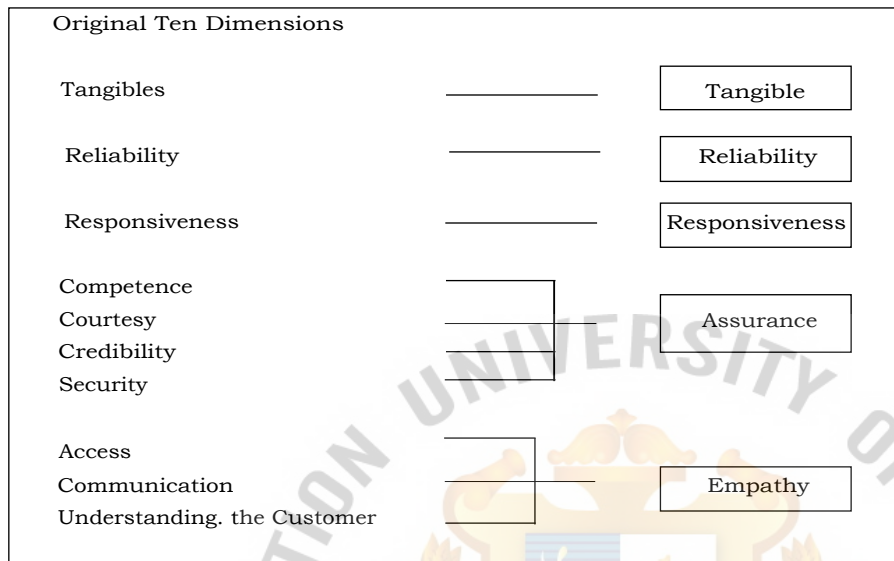 Original Ten Dimensions
Tangibles Tangible
Reliability Reliability
Responsiveness Responsiveness
Competence
Courtesy Assurance
Credibility
Security
Access
Communication Empathy
Understanding. the Customer
UNIVERSITY